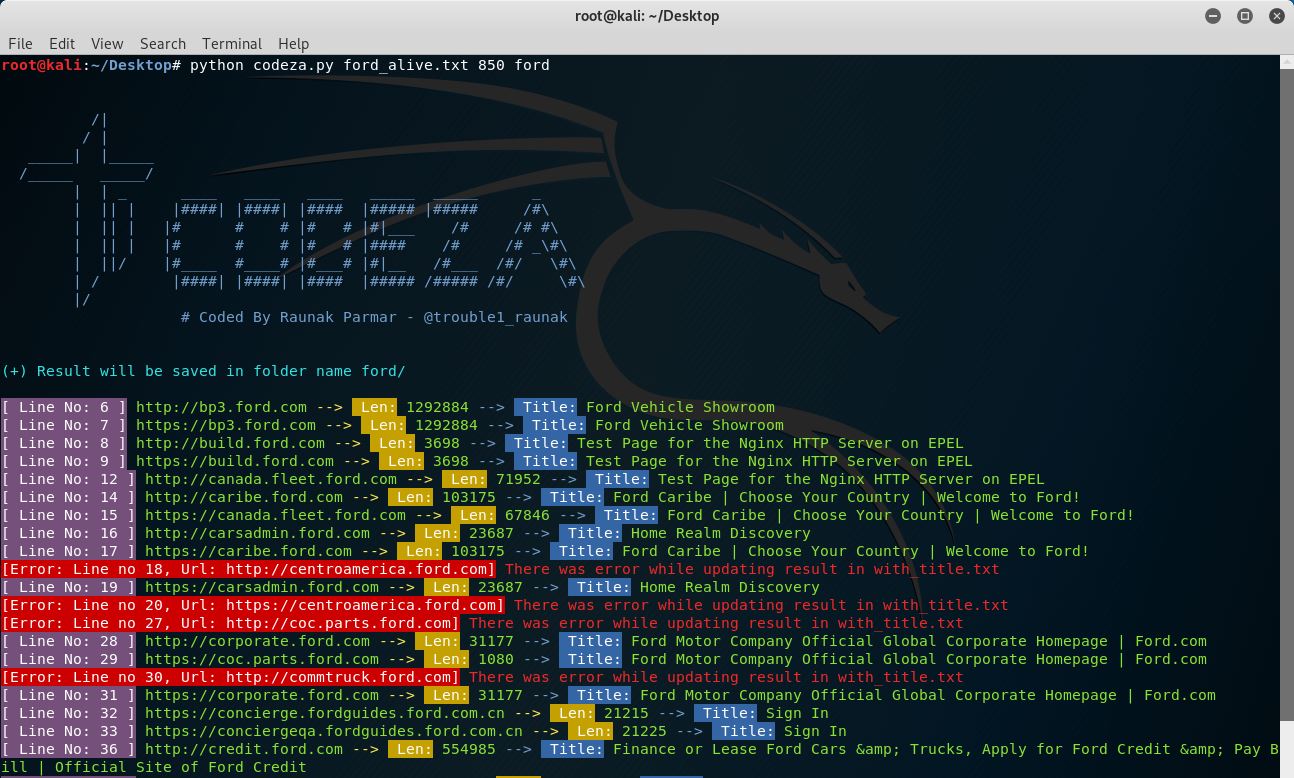 root@kali: ~/Desktop
File Edit View Search Terminal Help
root@kali:~/Desktop# python codeza.py ford_alive.txt 850 ford
CODEZA
# Coded By Raunak Parmar - @trouble1_raunak
(+) Result will be saved in folder name ford/
[ Line No: 6 ] http://bp3.ford.com --> Len: 1292884 --> Title: Ford Vehicle Showroom
[ Line No: 7 ] https://bp3.ford.com --> Len: 1292884 --> Title: Ford Vehicle Showroom
[ Line No: 8 ] http://build.ford.com --> Len: 3698 --> Title: Test Page for the Nginx HTTP Server on EPEL
[ Line No: 9 ] https://build.ford.com --> Len: 3698 --> Title: Test Page for the Nginx HTTP Server on EPEL
[ Line No: 12 ] http://canada.fleet.ford.com --> Len: 71952 --> Title: Test Page for the Nginx HTTP Server on EPEL
[ Line No: 14 ] http://caribe.ford.com --> Len: 103175 --> Title: Ford Caribe | Choose Your Country | Welcome to Ford!
[ Line No: 15 ] https://canada.fleet.ford.com --> Len: 67846 --> Title: Ford Caribe | Choose Your Country | Welcome to Ford!
[ Line No: 16 ] http://carsadmin.ford.com --> Len: 23687 --> Title: Home Realm Discovery
[ Line No: 17 ] https://caribe.ford.com --> Len: 103175 --> Title: Ford Caribe | Choose Your Country | Welcome to Ford!
[Error: Line no 18, Url: http://centroamerica.ford.com] There was error while updating result in with_title.txt
[ Line No: 19 ] https://carsadmin.ford.com --> Len: 23687 --> Title: Home Realm Discovery
[Error: Line no 20, Url: https://centroamerica.ford.com] There was error while updating result in with_title.txt
[Error: Line no 27, Url: http://coc.parts.ford.com] There was error while updating result in with_title.txt
[ Line No: 28 ] http://corporate.ford.com --> Len: 31177 --> Title: Ford Motor Company Official Global Corporate Homepage | Ford.com
[ Line No: 29 ] https://coc.parts.ford.com --> Len: 1080 --> Title: Ford Motor Company Official Global Corporate Homepage | Ford.com
[Error: Line no 30, Url: http://commtruck.ford.com] There was error while updating result in with_title.txt
[ Line No: 31 ] https://corporate.ford.com --> Len: 31177 --> Title: Ford Motor Company Official Global Corporate Homepage | Ford.com
[ Line No: 32 ] https://concierge.fordguides.ford.com.cn --> Len: 21215 --> Title: Sign In
[ Line No: 33 ] https://conciergeqa.fordguides.ford.com.cn --> Len: 21225 --> Title: Sign In
[ Line No: 36 ] http://credit.ford.com --> Len: 554985 --> Title: Finance or Lease Ford Cars &amp; Trucks, Apply for Ford Credit &amp; Pay B
ill | Official Site of Ford Credit